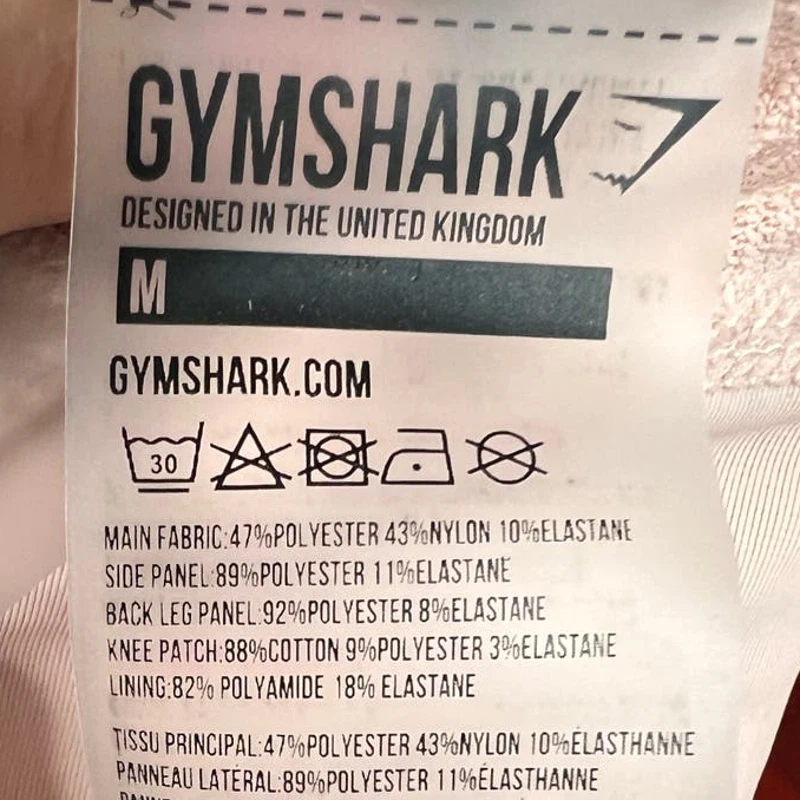 GYMSHARK
DESIGNED IN THE UNITED KINGDOM
M
GYMSHARK.COM
30
MAIN FABRIC:47%POLYESTER 43%NYLON 10%ELASTANE
SIDE PANEL:89%POLYESTER 11%ELASTANE
BACK LEG PANEL:92%POLYESTER 8%ELASTANE
KNEE PATCH:88%COTTON 9%POLYESTER 3%ELASTANE
LINING:82% POLYAMIDE 18% ELASTANE
TISSU PRINCIPAL:47%POLYESTER 43%NYLON 10%ÉLASTHANNE
PANNEAU LATÉRAL:89%POLYESTER 11%ÉLASTHANNE